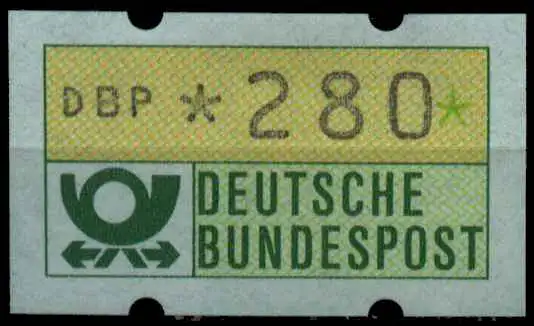 DBP *280*
DEUTSCHE
BUNDESPOST